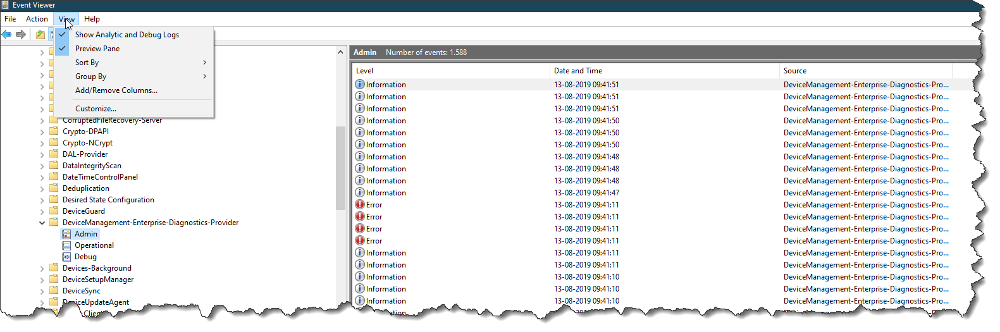 Event Viewer
File Action View Help
Show Analytic and Debug Logs
Preview Pane
Sort By
Group By
Add/Remove Columns...
Customize...
CorruptedFileRecovery-Server
Crypto-DPAPI
Crypto-NCrypt
DAL-Provider
DataIntegrityScan
DateTimeControlPanel
Deduplication
Desired State Configuration
DeviceGuard
DeviceManagement-Enterprise-Diagnostics-Provider
Admin
Operational
Debug
Devices-Background
DeviceSetupManager
DeviceSync
DeviceUpdateAgent
Admin Number of events: 1.588
Level Date and Time Source
Information 13-08-2019 09:41:51 DeviceManagement-Enterprise-Diagnostics-Pro...
Information 13-08-2019 09:41:51 DeviceManagement-Enterprise-Diagnostics-Pro...
Information 13-08-2019 09:41:51 DeviceManagement-Enterprise-Diagnostics-Pro...
Information 13-08-2019 09:41:50 DeviceManagement-Enterprise-Diagnostics-Pro...
Information 13-08-2019 09:41:50 DeviceManagement-Enterprise-Diagnostics-Pro...
Information 13-08-2019 09:41:50 DeviceManagement-Enterprise-Diagnostics-Pro...
Information 13-08-2019 09:41:48 DeviceManagement-Enterprise-Diagnostics-Pro...
Information 13-08-2019 09:41:48 DeviceManagement-Enterprise-Diagnostics-Pro...
Information 13-08-2019 09:41:48 DeviceManagement-Enterprise-Diagnostics-Pro...
Information 13-08-2019 09:41:47 DeviceManagement-Enterprise-Diagnostics-Pro...
Error 13-08-2019 09:41:11 DeviceManagement-Enterprise-Diagnostics-Pro...
Error 13-08-2019 09:41:11 DeviceManagement-Enterprise-Diagnostics-Pro...
Error 13-08-2019 09:41:11 DeviceManagement-Enterprise-Diagnostics-Pro...
Error 13-08-2019 09:41:11 DeviceManagement-Enterprise-Diagnostics-Pro...
Information 13-08-2019 09:41:11 DeviceManagement-Enterprise-Diagnostics-Pro...
Information 13-08-2019 09:41:11 DeviceManagement-Enterprise-Diagnostics-Pro...
Information 13-08-2019 09:41:10 DeviceManagement-Enterprise-Diagnostics-Pro...
Information 13-08-2019 09:41:10 DeviceManagement-Enterprise-Diagnostics-Pro...
Information 13-08-2019 09:41:10 DeviceManagement-Enterprise-Diagnostics-Pro...